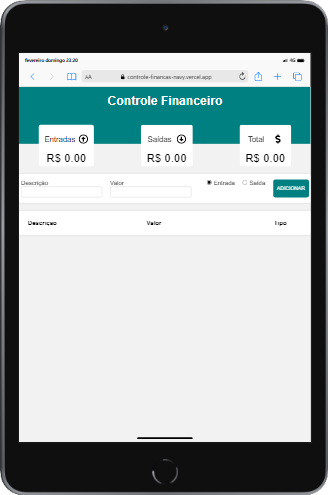 fevereiro domingo 23:20 4G
AA controle-financas-navy.vercel.app
Controle Financeiro
Entradas Saídas Total $
R$ 0.00 R$ 0.00 R$ 0.00
Descrição Valor Entrada Saída ADICIONAR
Descrição Valor Tipo